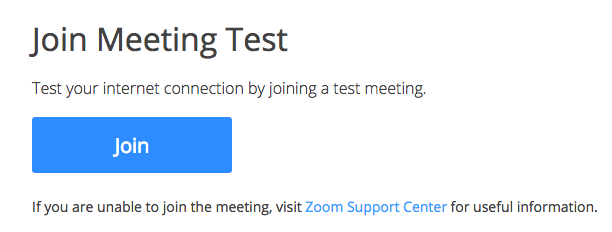 Join Meeting Test
Test your internet connection by joining a test meeting.
Join
If you are unable to join the meeting, visit Zoom Support Center for useful information.